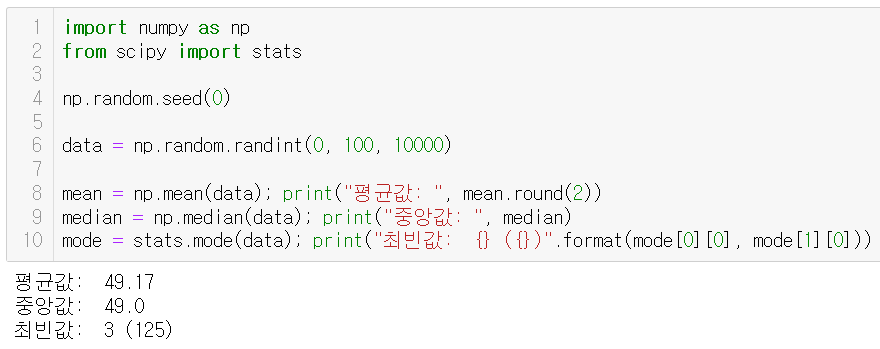 1 import numpy as np
2 from scipy import stats
3
4 np.random.seed(0)
5
6 data = np.random.randint(0, 100, 10000)
7
8 mean = np.mean(data); print("평균값: ", mean.round(2))
9 median = np.median(data); print("중앙값: ", median)
10 mode = stats.mode(data); print("최빈값:  {} ({})".format(mode[0][0], mode[1][0]))
평균값:  49.17
중앙값:  49.0
최빈값:  3 (125)